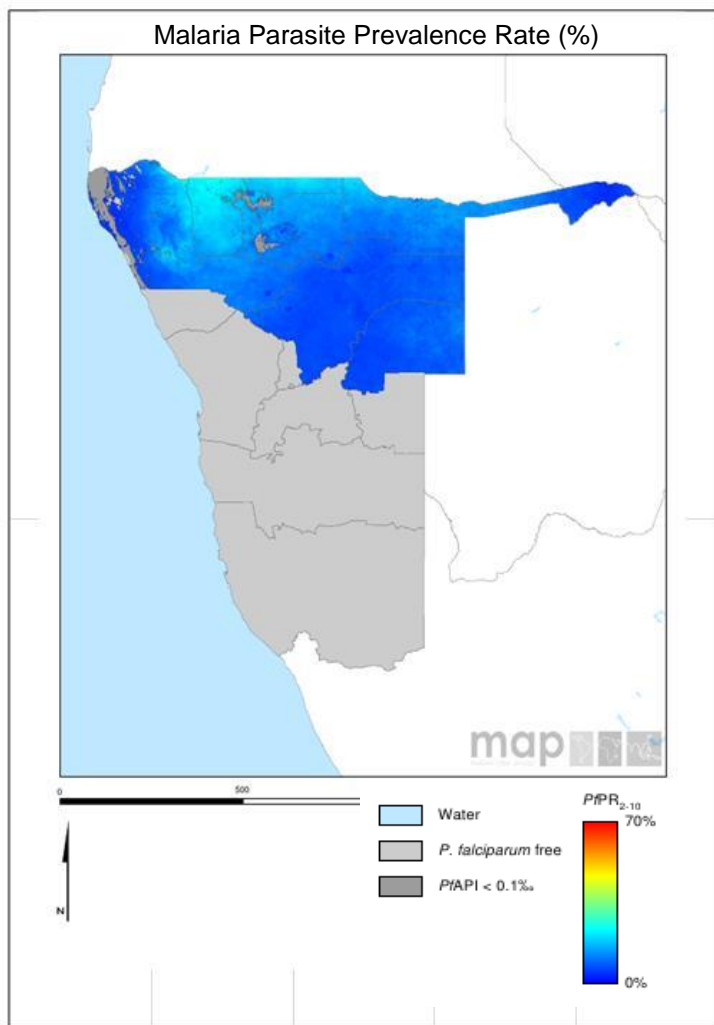 Malaria Parasite Prevalence Rate (%)
map
0
500
Water
P. falciparum free
PfAPI < 0.1‰
PfPR2-10
70%
0%
N